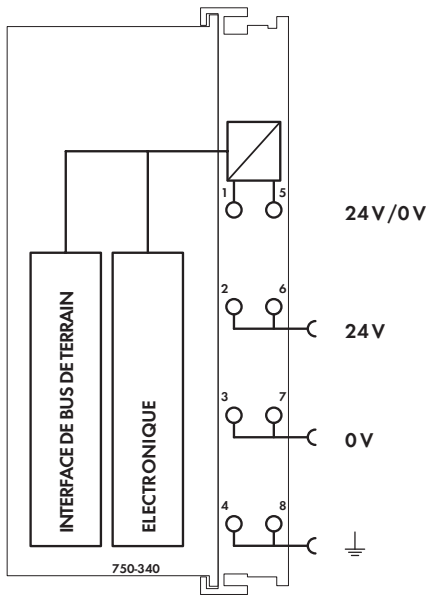 1 5
24V/0V
2 6
24V
3 7
0V
4 8
INTERFACE DE BUS DE TERRAIN
ELECTRONIQUE
750-340